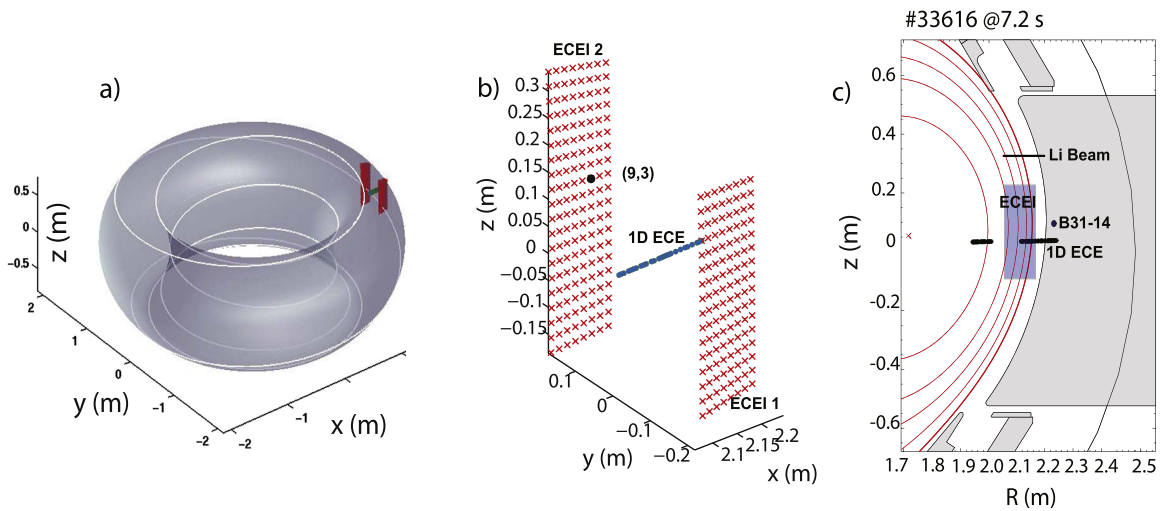 #33616 @7.2 s
a)
0.5
0
−0.5
z (m)
2
1
0
−1
−2
y (m)
−2
−1
x (m)
b)
ECEI 2
0.3
0.25
0.2
0.15
0.1
0.05
0
−0.05
−0.1
−0.15
z (m)
(9,3)
1D ECE
ECEI 1
0.1
0
−0.1
−0.2
y (m)
2.1
2.15
2.2
x (m)
c)
0.6
0.4
0.2
0
-0.2
-0.4
-0.6
z (m)
Li Beam
ECEI
B31-14
1D ECE
1.7 1.8 1.9 2.0 2.1 2.2 2.3 2.4 2.5
R (m)